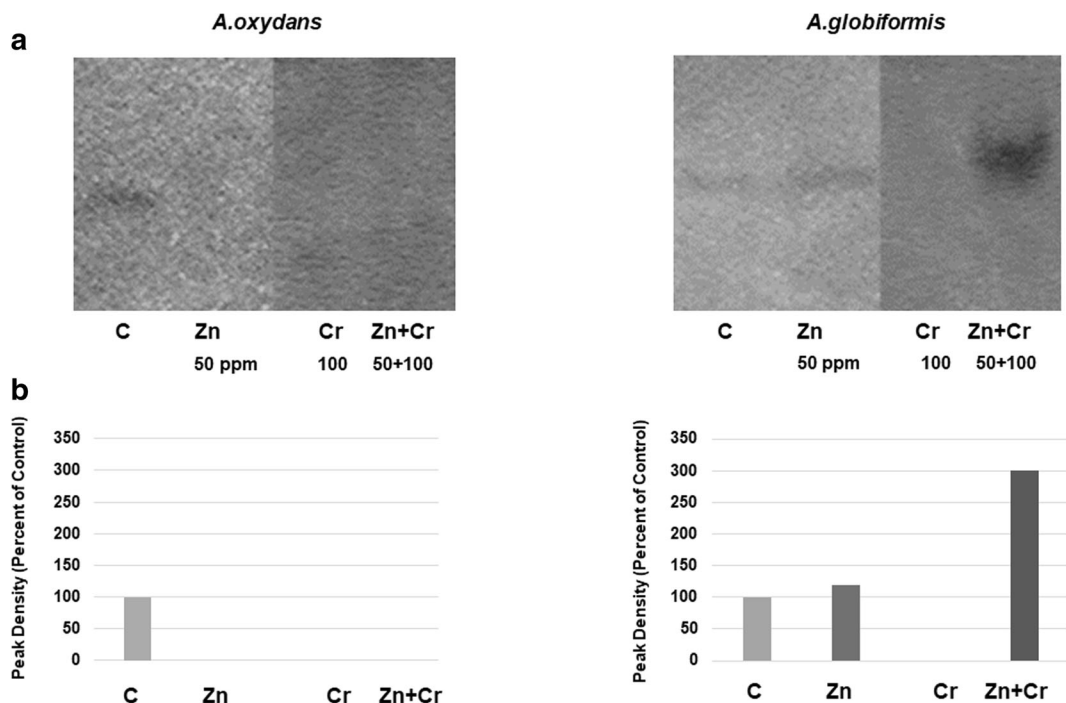 A.oxydans
A.globiformis
a
C Zn Cr Zn+Cr
50 ppm 100 50+100
C Zn Cr Zn+Cr
50 ppm 100 50+100
b
Peak Density (Percent of Control)
350
300
250
200
150
100
50
0
C Zn Cr Zn+Cr
Peak Density (Percent of Control)
350
300
250
200
150
100
50
0
C Zn Cr Zn+Cr